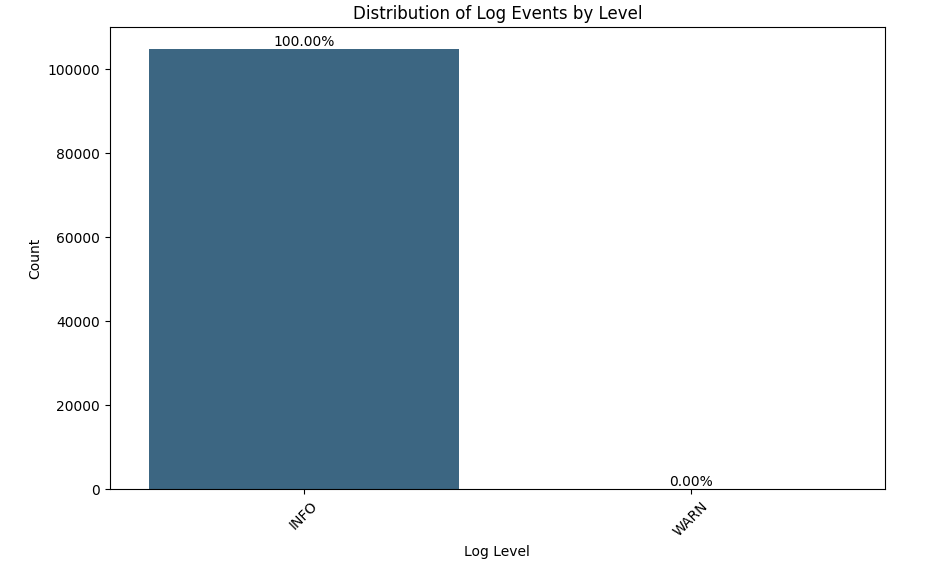 Distribution of Log Events by Level
100.00%
100000
80000
60000
40000
20000
0
Count
0.00%
INFO
WARN
Log Level